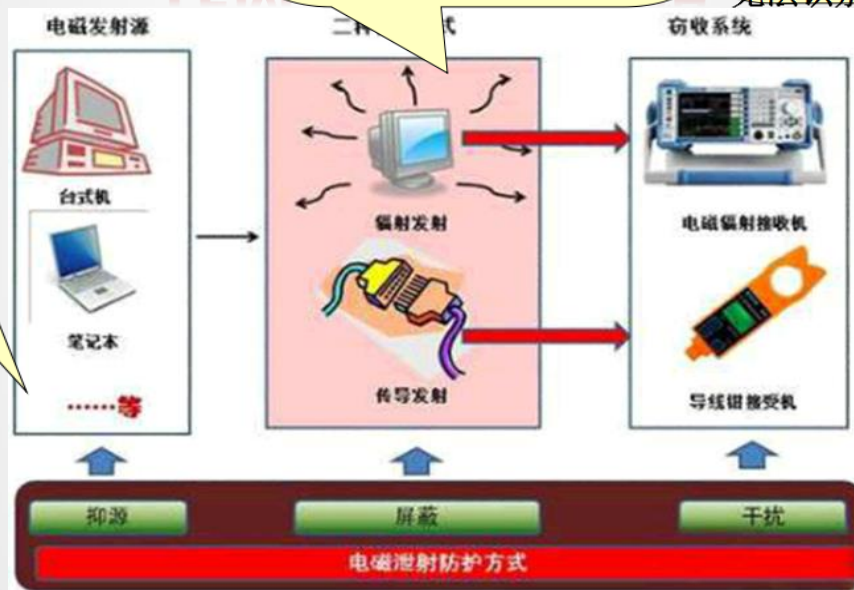 电磁发射源
窃收系统
台式机
辐射发射
电磁辐射接收机
笔记本
传导发射
导线钳接受机
......等
抑源
屏蔽
干扰
电磁泄射防护方式